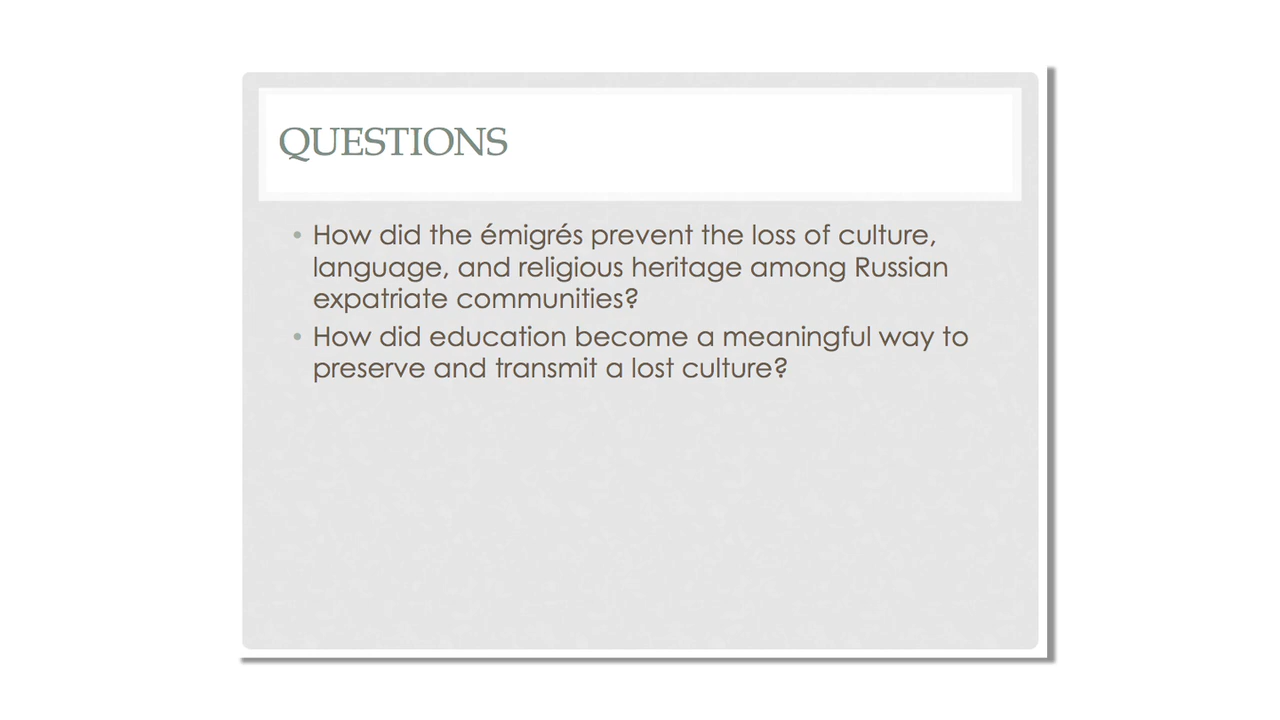 QUESTIONS
• How did the émigrés prevent the loss of culture,
language, and religious heritage among Russian
expatriate communities?
• How did education become a meaningful way to
preserve and transmit a lost culture?